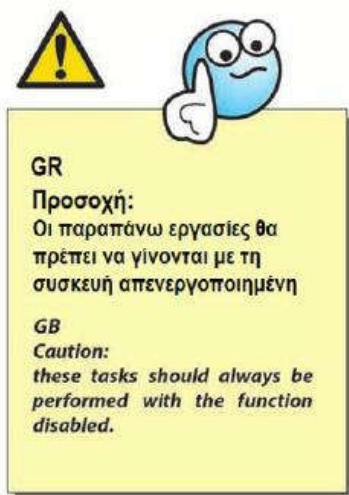 GR
Προσοχή:
Οι παραπάνω εργασίες θα
πρέπει να γίνονται με τη
συσκευή απενεργοποιημένη
GB
Caution:
these tasks should always be
performed with the function
disabled.